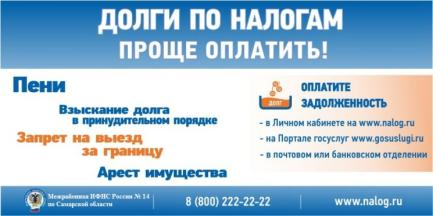 ДОЛГИ ПО НАЛОГАМ
ПРОЩЕ ОПЛАТИТЬ!
Пени
Взыскание долга
в принудительном порядке
Запрет на выезд
за границу
Арест имущества
ДОЛГ
ОПЛАТИТЕ
ЗАДОЛЖЕННОСТЬ
- в Личном кабинете на www.nalog.ru
- на Портале госуслуг www.gosuslugi.ru
- в почтовом или банковском отделении
Межрайонная ИФНС России № 14
по Самарской области
8 (800) 222-22-22
www.nalog.ru